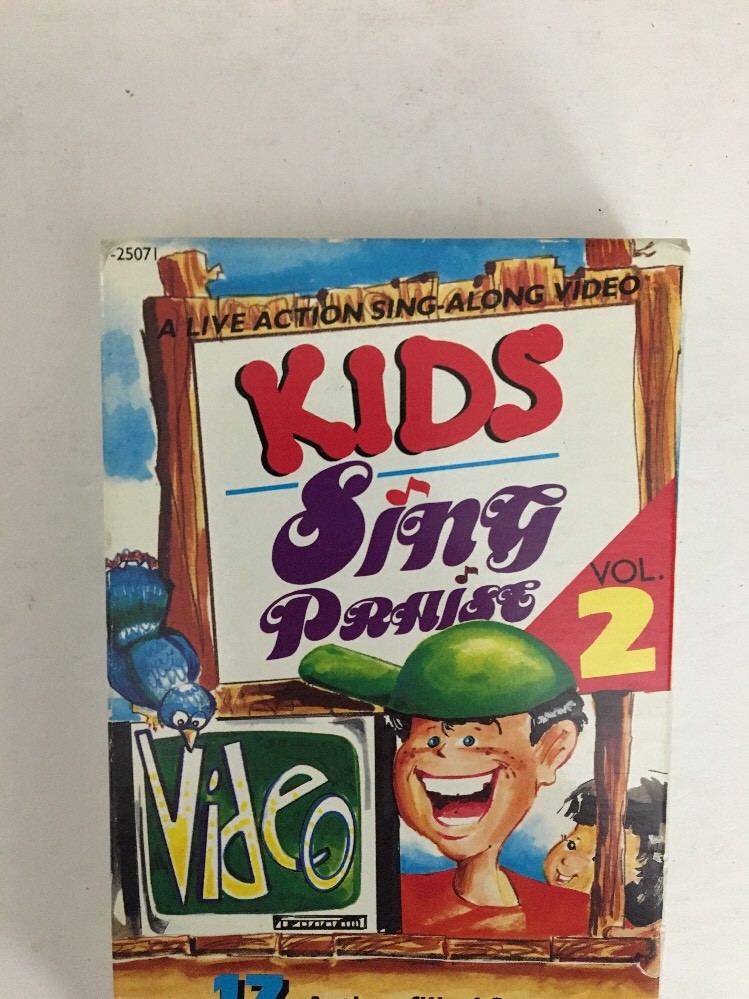 -25071
A LIVE ACTION SING-ALONG VIDEO
KIDS
Sing
PRAISE
VOL.
2
Video
17